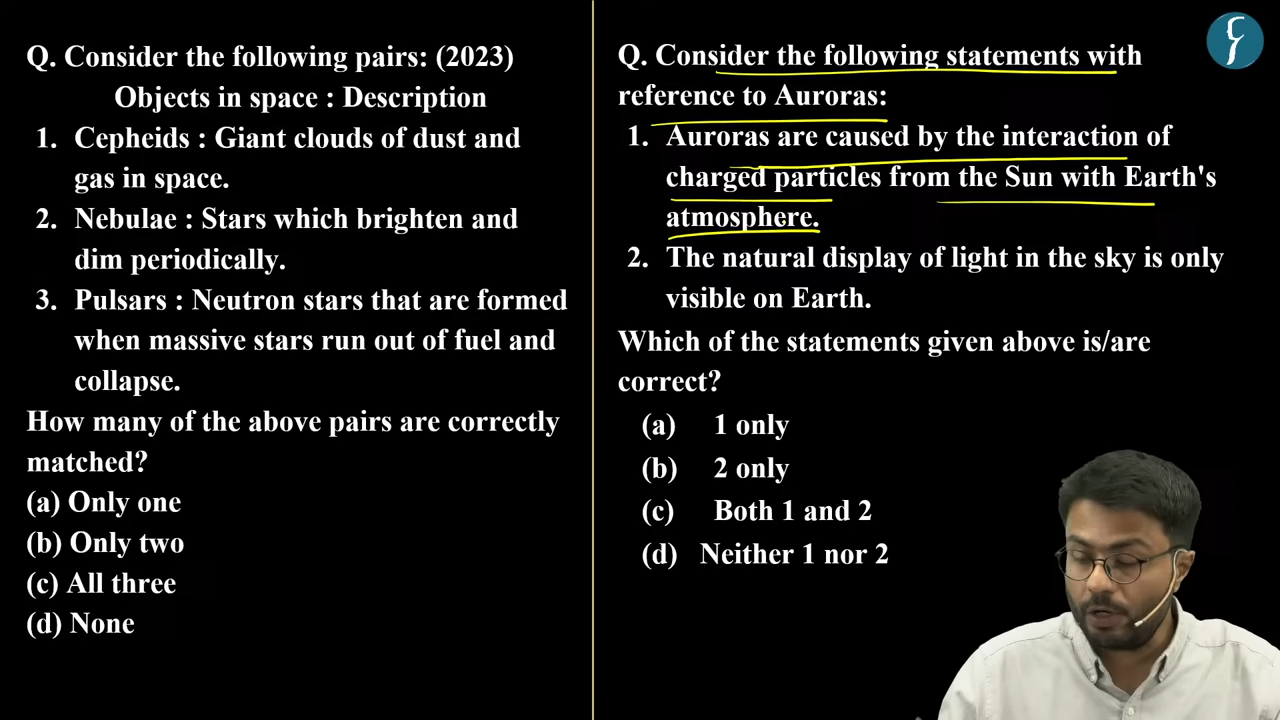 Q. Consider the following pairs: (2023)
Objects in space : Description
1. Cepheids : Giant clouds of dust and
gas in space.
2. Nebulae : Stars which brighten and
dim periodically.
3. Pulsars : Neutron stars that are formed
when massive stars run out of fuel and
collapse.
How many of the above pairs are correctly
matched?
(a) Only one
(b) Only two
(c) All three
(d) None
Q. Consider the following statements with
reference to Auroras:
1. Auroras are caused by the interaction of
charged particles from the Sun with Earth's
atmosphere.
2. The natural display of light in the sky is only
visible on Earth.
Which of the statements given above is/are
correct?
(a) 1 only
(b) 2 only
(c) Both 1 and 2
(d) Neither 1 nor 2